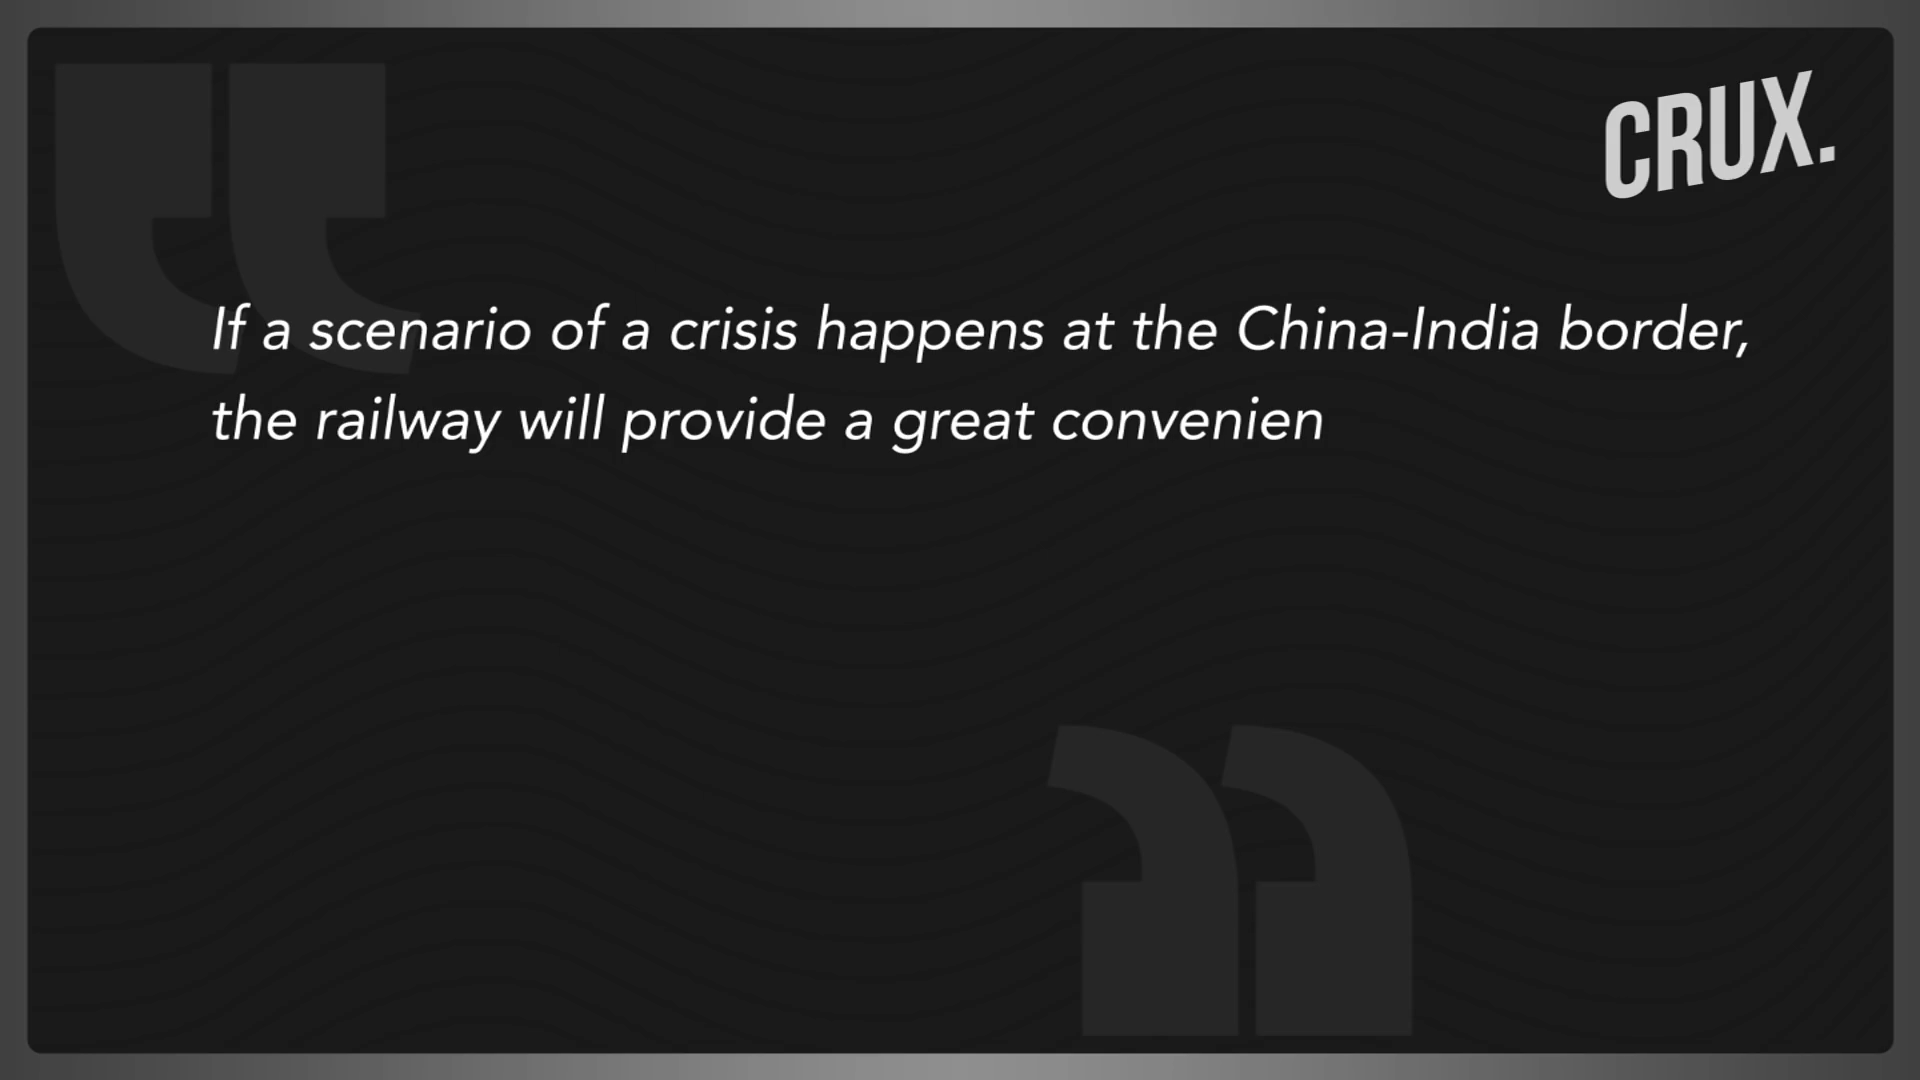 CRUX.
If a scenario of a crisis happens at the China-India border,
the railway will provide a great convenien